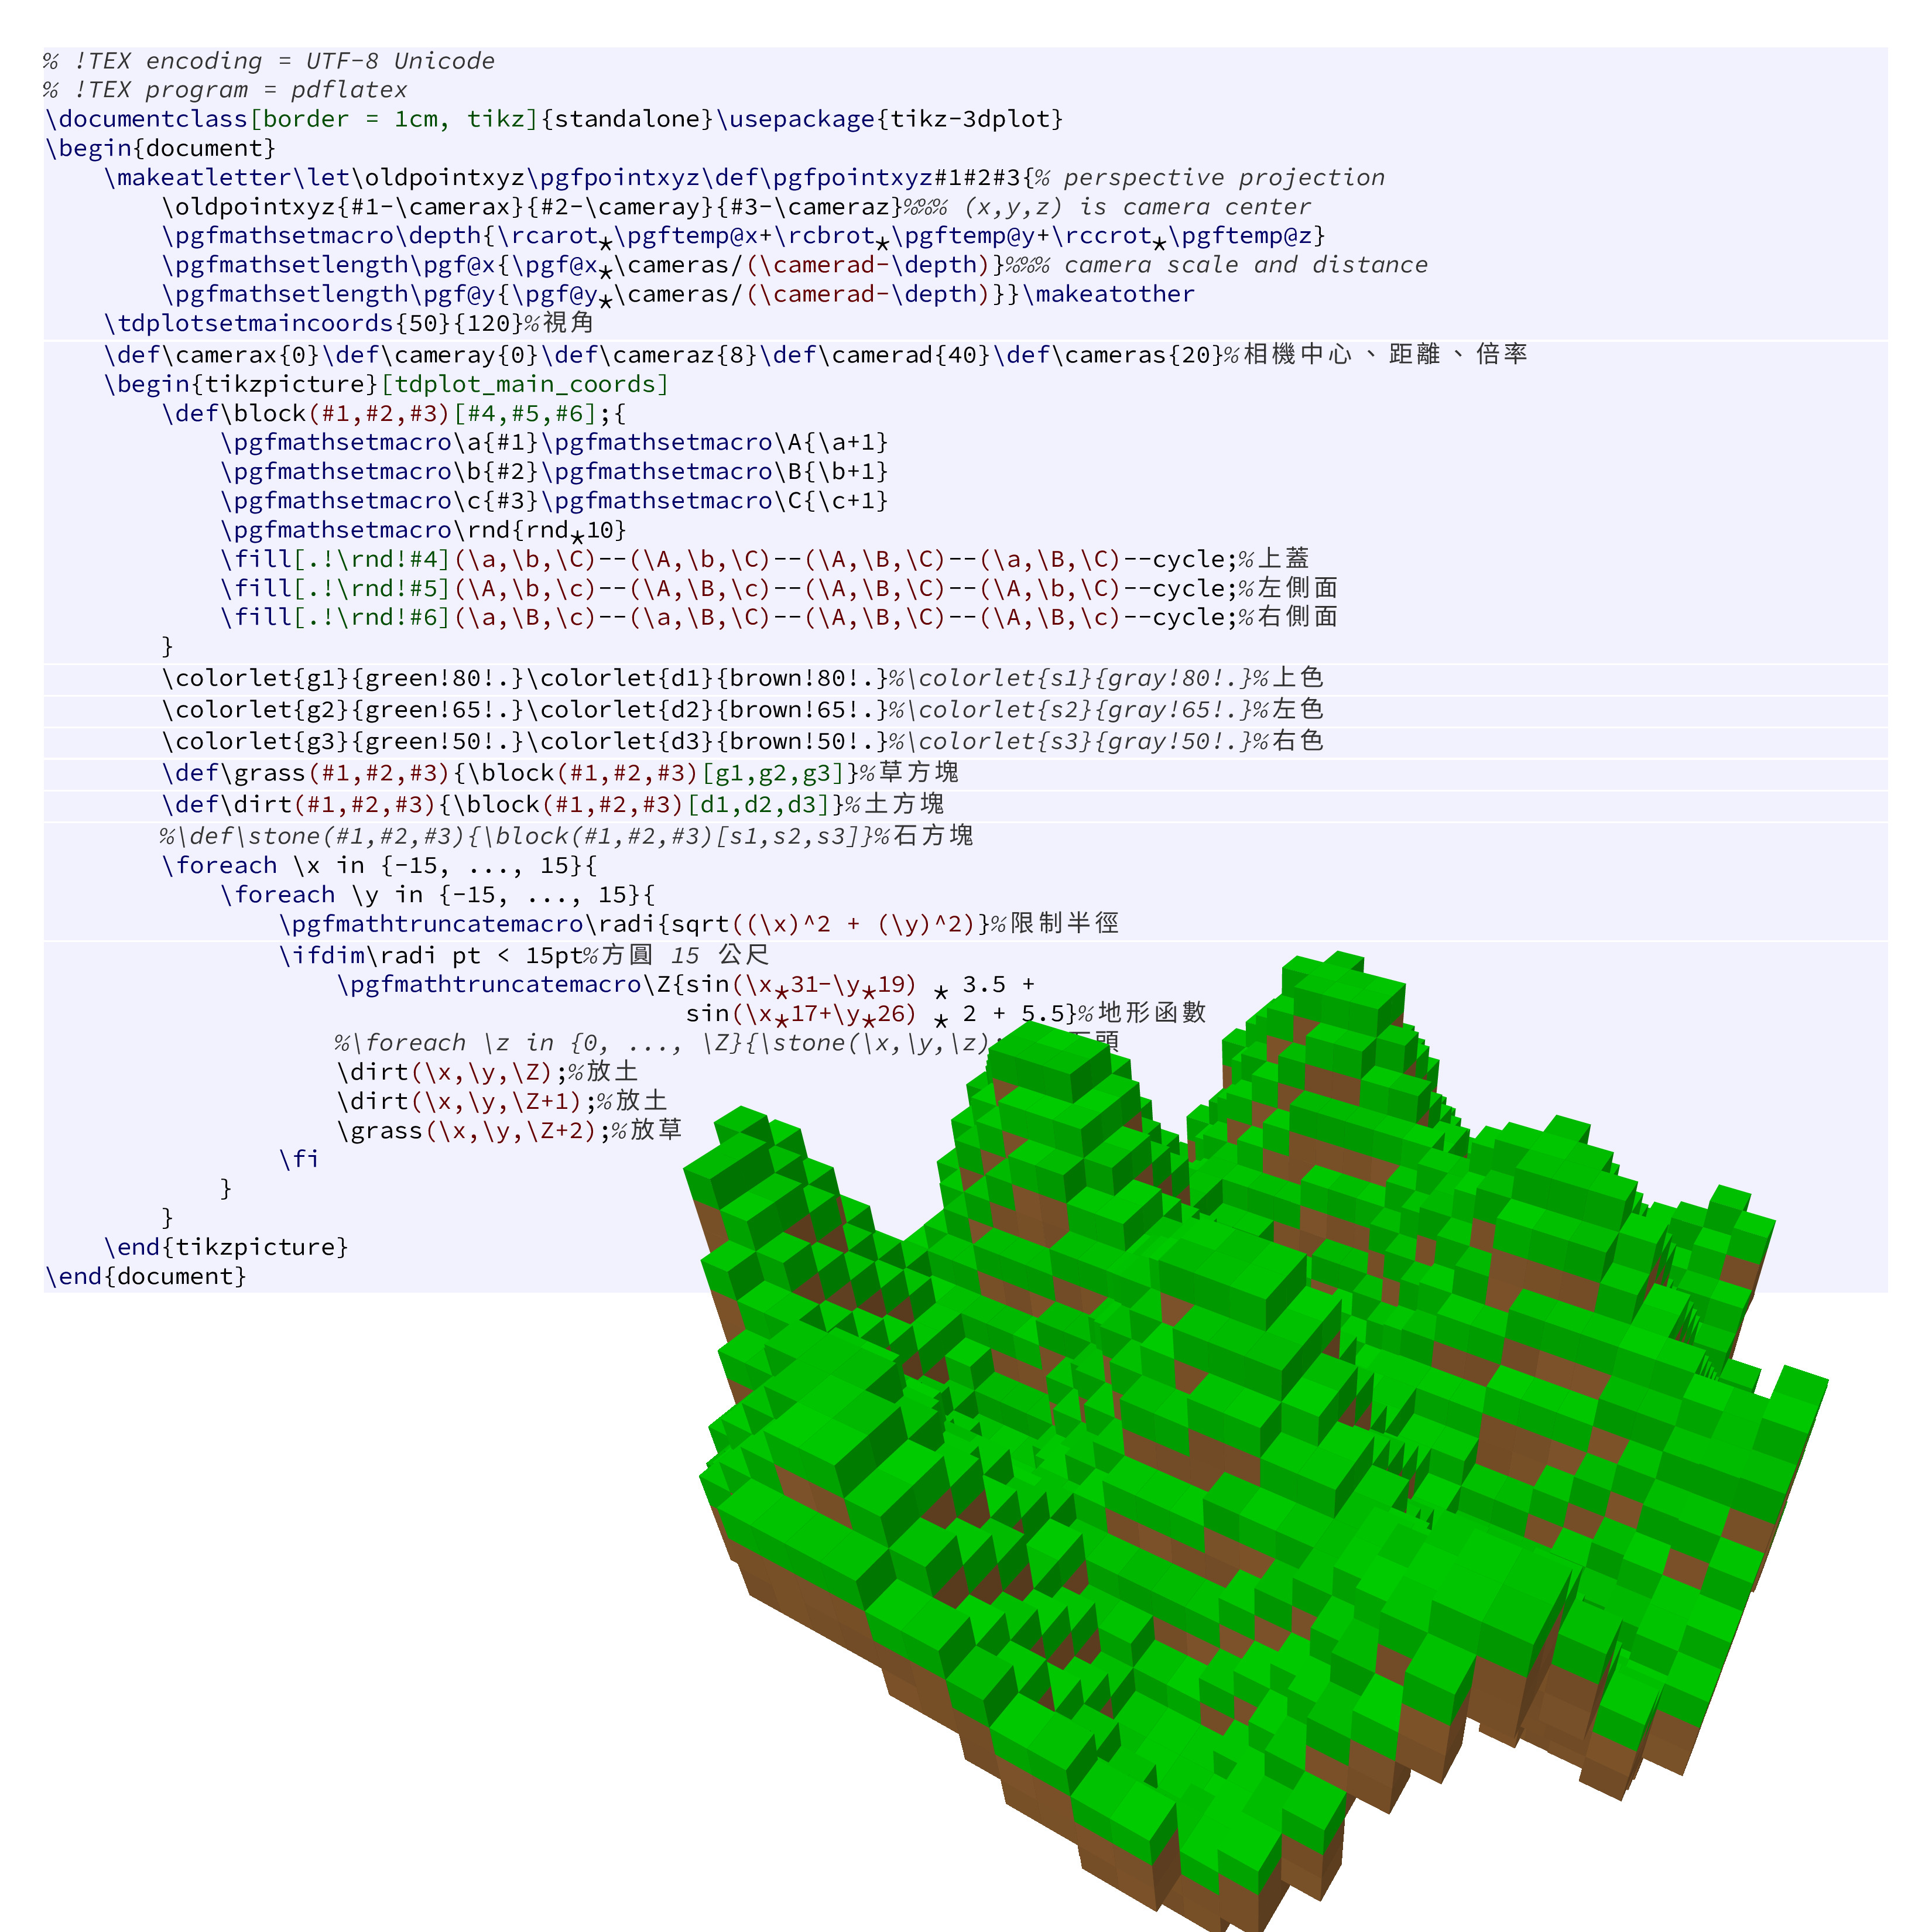 % !TEX encoding = UTF-8 Unicode
% !TEX program = pdflatex
\documentclass[border = 1cm, tikz]{standalone}\usepackage{tikz-3dplot}
\begin{document}
    \makeatletter\let\oldpointxyz\pgfpointxyz\def\pgfpointxyz#1#2#3{% perspective projection
        \oldpointxyz{#1-\camerax}{#2-\cameray}{#3-\cameraz}%%% (x,y,z) is camera center
        \pgfmathsetmacro\depth{\rcarot*\pgftemp@x+\rcbrot*\pgftemp@y+\rccrot*\pgftemp@z}
        \pgfmathsetlength\pgf@x{\pgf@x*\cameras/(\camerad-\depth)}%%% camera scale and distance
        \pgfmathsetlength\pgf@y{\pgf@y*\cameras/(\camerad-\depth)}}\makeatother
    \tdplotsetmaincoords{50}{120}%視角
    \def\camerax{0}\def\cameray{0}\def\cameraz{8}\def\camerad{40}\def\cameras{20}%相機中心、距離、倍率
    \begin{tikzpicture}[tdplot_main_coords]
        \def\block(#1,#2,#3)[#4,#5,#6];{
            \pgfmathsetmacro\a{#1}\pgfmathsetmacro\A{\a+1}
            \pgfmathsetmacro\b{#2}\pgfmathsetmacro\B{\b+1}
            \pgfmathsetmacro\c{#3}\pgfmathsetmacro\C{\c+1}
            \pgfmathsetmacro\rnd{rnd*10}
            \fill[.!\rnd!#4](\a,\b,\C)--(\A,\b,\C)--(\A,\B,\C)--(\a,\B,\C)--cycle;%上蓋
            \fill[.!\rnd!#5](\A,\b,\c)--(\A,\B,\c)--(\A,\B,\C)--(\A,\b,\C)--cycle;%左側面
            \fill[.!\rnd!#6](\a,\B,\c)--(\a,\B,\C)--(\A,\B,\C)--(\A,\B,\c)--cycle;%右側面
        }
        \colorlet{g1}{green!80!.}\colorlet{d1}{brown!80!.}%\colorlet{s1}{gray!80!.}%上色
        \colorlet{g2}{green!65!.}\colorlet{d2}{brown!65!.}%\colorlet{s2}{gray!65!.}%左色
        \colorlet{g3}{green!50!.}\colorlet{d3}{brown!50!.}%\colorlet{s3}{gray!50!.}%右色
        \def\grass(#1,#2,#3){\block(#1,#2,#3)[g1,g2,g3]}%草方塊
        \def\dirt(#1,#2,#3){\block(#1,#2,#3)[d1,d2,d3]}%土方塊
        %\def\stone(#1,#2,#3){\block(#1,#2,#3)[s1,s2,s3]}%石方塊
        \foreach \x in {-15, ..., 15}{
            \foreach \y in {-15, ..., 15}{
                \pgfmathtruncatemacro\radi{sqrt((\x)^2 + (\y)^2)}%限制半徑
                \ifdim\radi pt < 15pt%方圓 15 公尺
                    \pgfmathtruncatemacro\Z{sin(\x*31-\y*19) * 3.5 +
                                            sin(\x*17+\y*26) * 2 + 5.5}%地形函數
                    %\foreach \z in {0, ..., \Z}{\stone(\x,\y,\z); 頭
                    \dirt(\x,\y,\Z);%放土
                    \dirt(\x,\y,\Z+1);%放土
                    \grass(\x,\y,\Z+2);%放草
                \fi
            }
        }
    \end{tikzpicture}
\end{document}